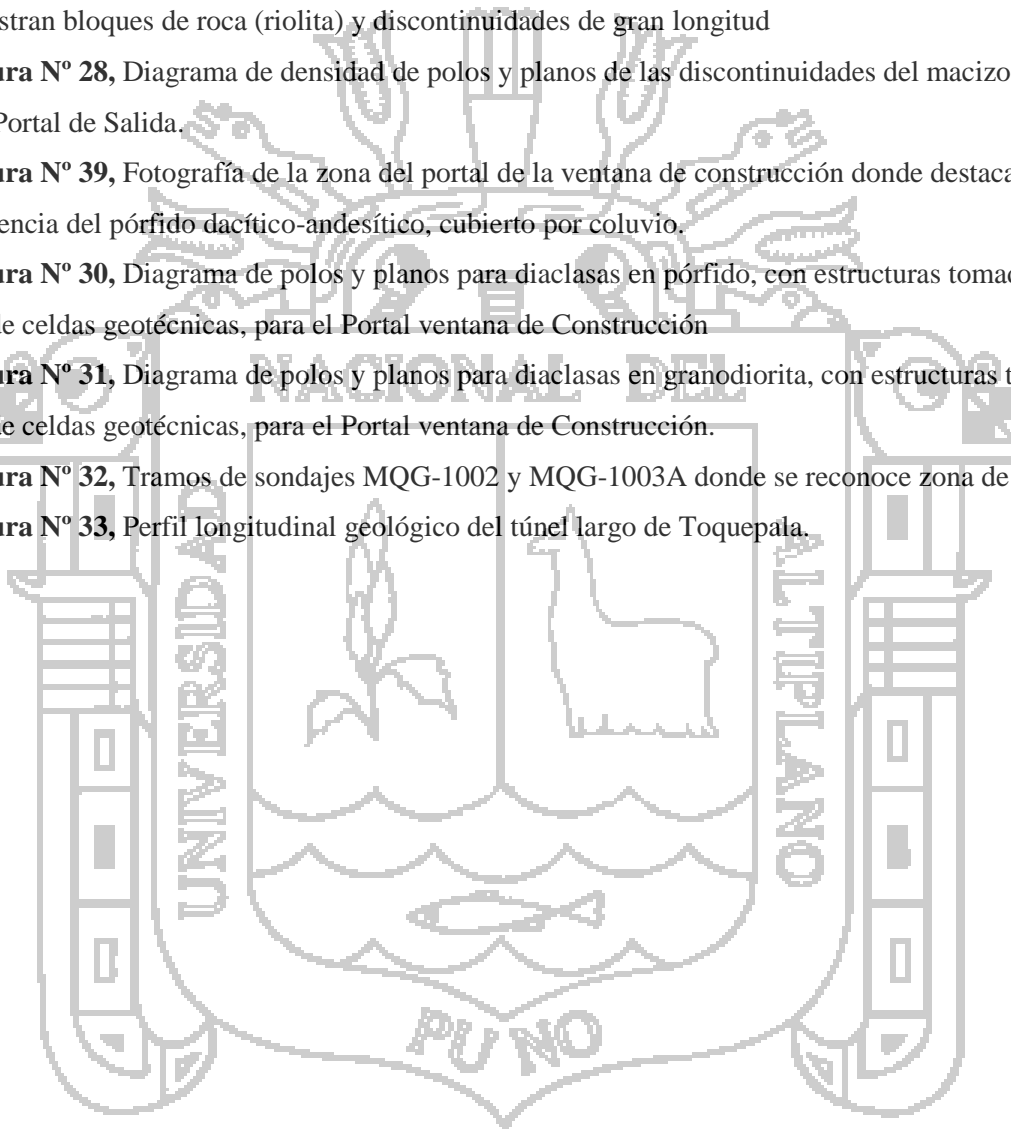 stran bloques de roca (riolita) y discontinuidades de gran longitud
ura Nº 28, Diagrama de densidad de polos y planos de las discontinuidades del macizo
Portal de Salida.
ura Nº 39, Fotografía de la zona del portal de la ventana de construcción donde destaca
encia del pórfido dacítico-andesítico, cubierto por coluvio.
ura Nº 30, Diagrama de polos y planos para diaclasas en pórfido, con estructuras tomad
de celdas geotécnicas, para el Portal ventana de Construcción
NACIONAL DEL
ura Nº 31, Diagrama de polos y planos para diaclasas en granodiorita, con estructuras t
de celdas geotécnicas, para el Portal ventana de Construcción.
ura Nº 32, Tramos de sondajes MQG-1002 y MQG-1003A donde se reconoce zona de
ura Nº 33, Perfil longitudinal geológico del túnel largo de Toquepala.
UNIVERSIDAD
ALTIPLANO
PUNO